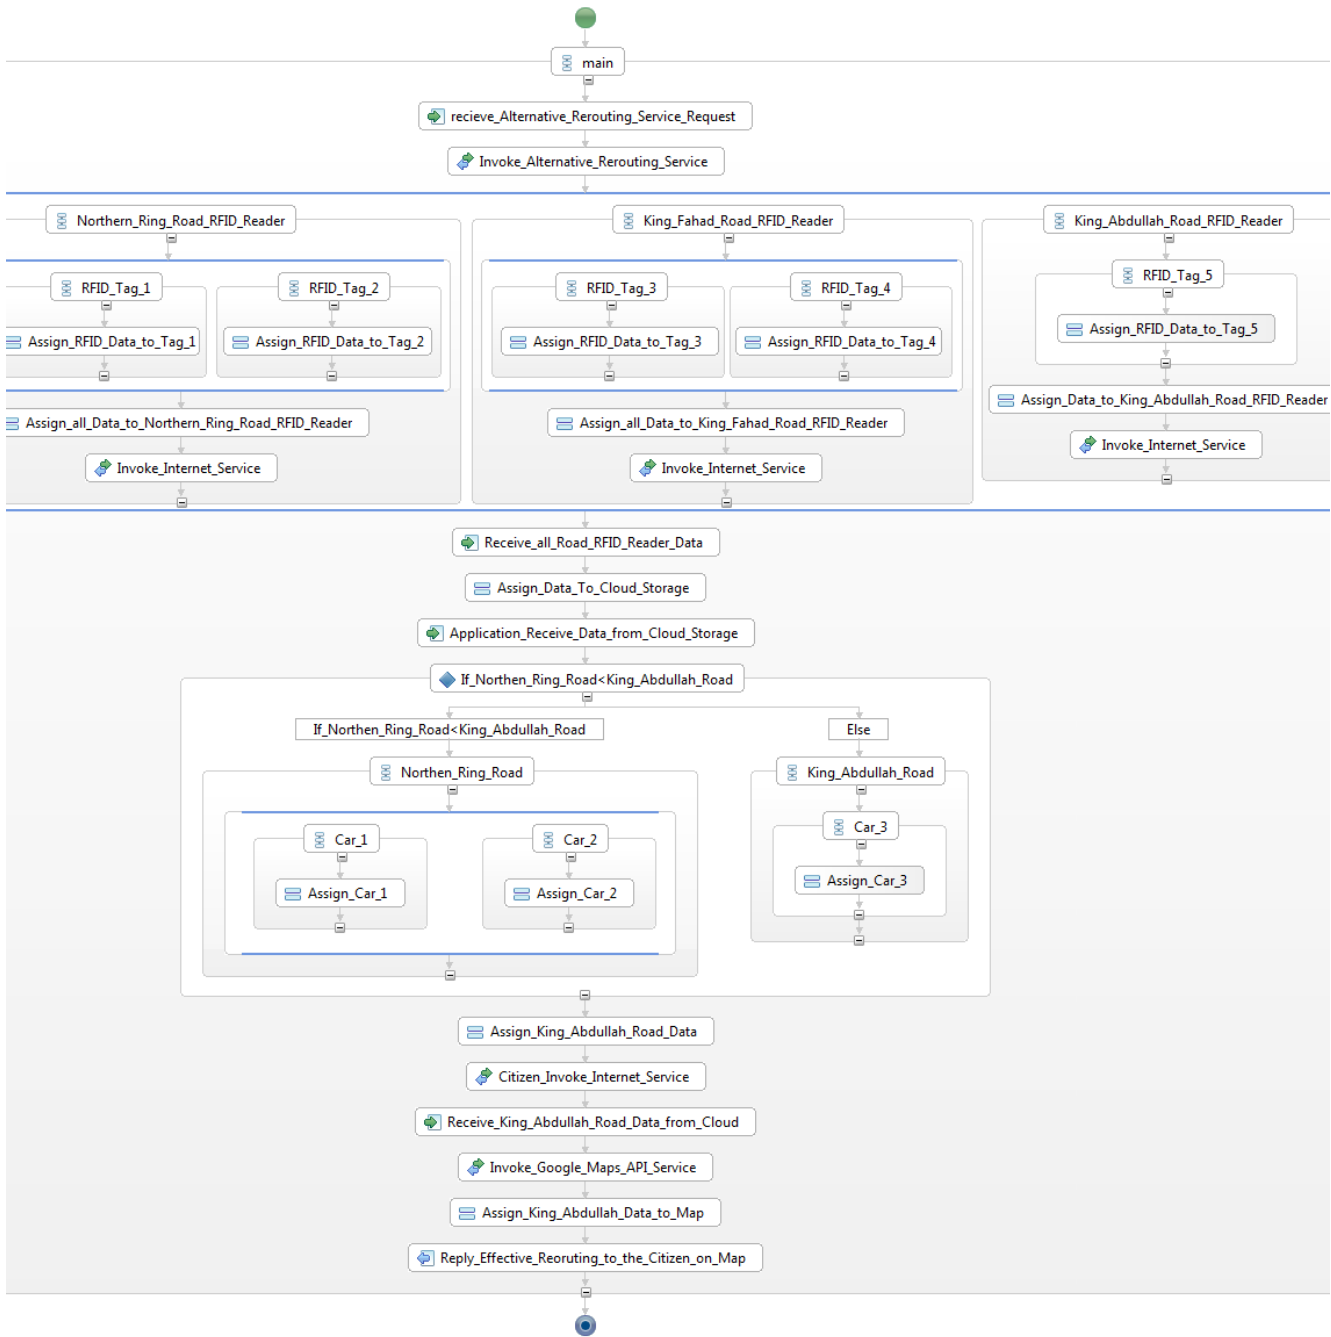 main
recieve_Alternative_Rerouting_Service_Request
Invoke_Alternative_Rerouting_Service
Northern_Ring_Road_RFID_Reader
King_Fahad_Road_RFID_Reader
King_Abdullah_Road_RFID_Reader
RFID_Tag_1
RFID_Tag_2
RFID_Tag_3
RFID_Tag_4
RFID_Tag_5
Assign_RFID_Data_to_Tag_1
Assign_RFID_Data_to_Tag_2
Assign_RFID_Data_to_Tag_3
Assign_RFID_Data_to_Tag_4
Assign_RFID_Data_to_Tag_5
Assign_all_Data_to_Northern_Ring_Road_RFID_Reader
Assign_all_Data_to_King_Fahad_Road_RFID_Reader
Assign_Data_to_King_Abdullah_Road_RFID_Reader
Invoke_Internet_Service
Invoke_Internet_Service
Invoke_Internet_Service
Receive_all_Road_RFID_Reader_Data
Assign_Data_To_Cloud_Storage
Application_Receive_Data_from_Cloud_Storage
If_Northen_Ring_Road<King_Abdullah_Road
If_Northen_Ring_Road<King_Abdullah_Road
Else
Northen_Ring_Road
King_Abdullah_Road
Car_1
Car_2
Car_3
Assign_Car_1
Assign_Car_2
Assign_Car_3
Assign_King_Abdullah_Road_Data
Citizen_Invoke_Internet_Service
Receive_King_Abdullah_Road_Data_from_Cloud
Invoke_Google_Maps_API_Service
Assign_King_Abdullah_Data_to_Map
Reply_Effective_Reoruting_to_the_Citizen_on_Map